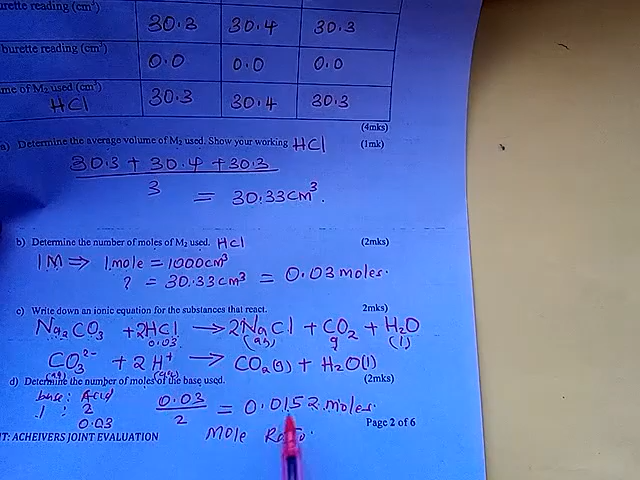 urette reading (cm³) 30.3 30.4 30.3
burette reading (cm³) 0.0 0.0 0.0
me of M₂ used (cm³) HCl 30.3 30.4 30.3
(4mks)
a) Determine the average volume of M₂ used. Show your working HCl (1mk)
30.3 + 30.4 + 30.3
3 = 30.33cm³.
b) Determine the number of moles of M₂ used. HCl (2mks)
1M ⇒ 1mole = 1000cm³
? = 30.33cm³ = 0.03moles.
c) Write down an ionic equation for the substances that react. 2mks)
Na₂CO₃ + 2HCl → 2NaCl + CO₂ + H₂O
0.03 (aq) g (l)
CO₃²⁻ + 2H⁺ → CO₂(g) + H₂O(l)
(aq) (aq)
d) Determine the number of moles of the base used. (2mks)
base : Acid 0.03
1 : 2 2 = 0.0152 moles.
0.03 Mole
Page 2 of 6
T: ACHEIVERS JOINT EVALUATION